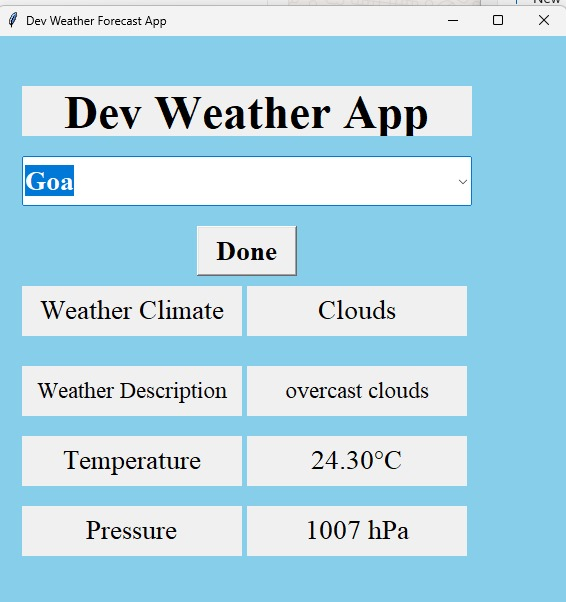 New
Dev Weather Forecast App
Dev Weather App
Goa
Done
Weather Climate Clouds
Weather Description overcast clouds
Temperature 24.30°C
Pressure 1007 hPa